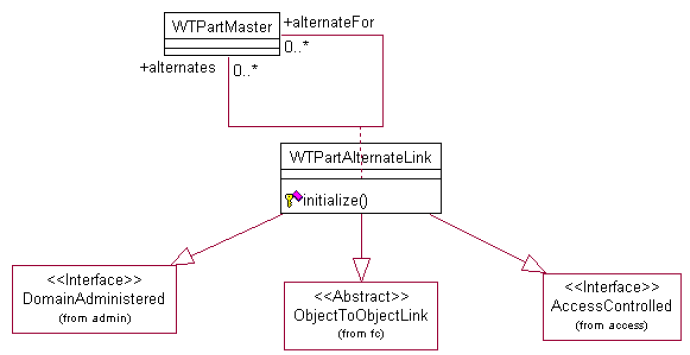 WTPartMaster
+alternateFor
0..*
+alternates
0..*
WTPartAlternateLink
initialize()
<<Interface>>
DomainAdministered
(from admin)
<<Abstract>>
ObjectToObjectLink
(from fc)
<<Interface>>
AccessControlled
(from access)